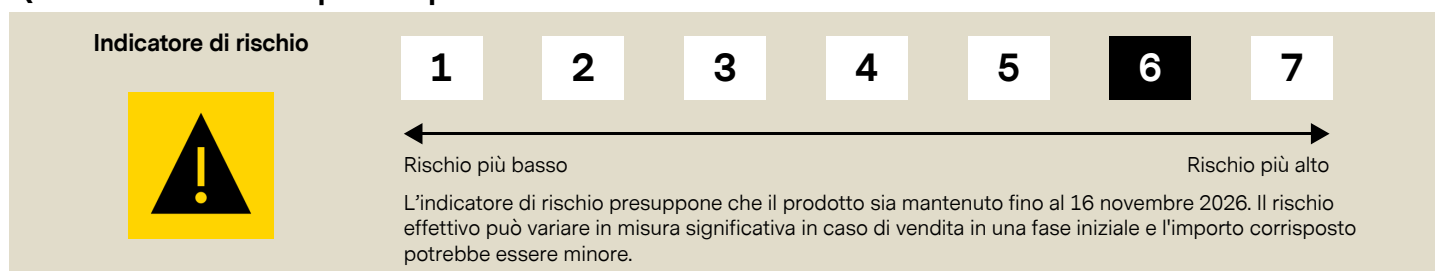 Indicatore di rischio
1 2 3 4 5 6 7
Rischio più basso Rischio più alto
L'indicatore di rischio presuppone che il prodotto sia mantenuto fino al 16 novembre 2026. Il rischio
effettivo può variare in misura significativa in caso di vendita in una fase iniziale e l'importo corrisposto
potrebbe essere minore.